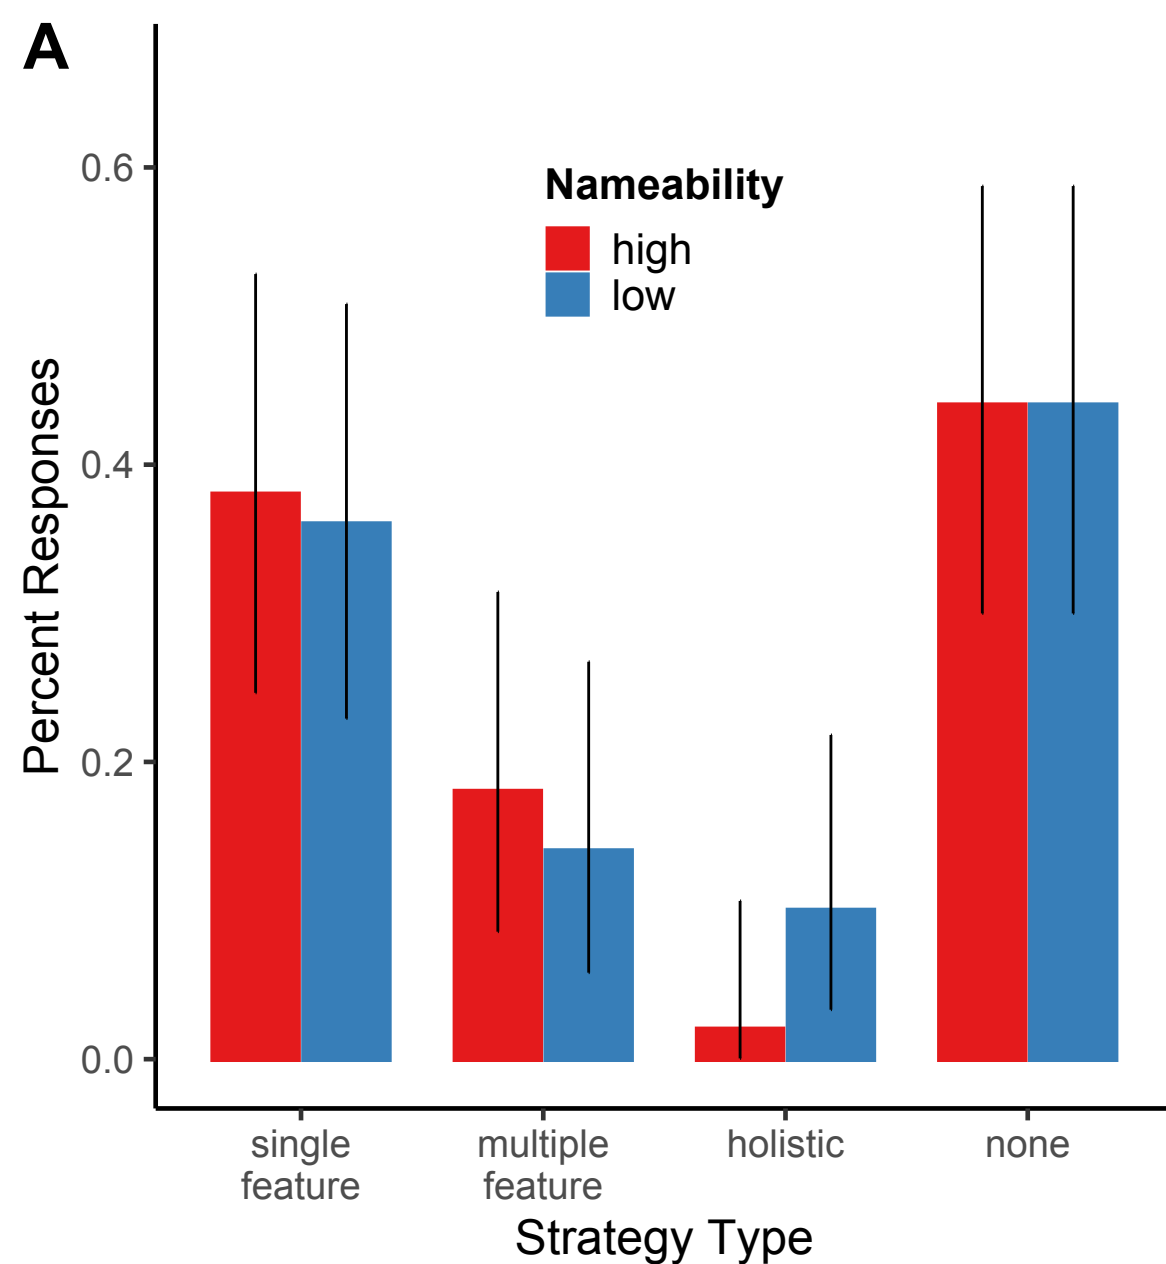 A
Nameability
high
low
Percent Responses
0.6
0.4
0.2
0.0
single
feature
multiple
feature
holistic
none
Strategy Type